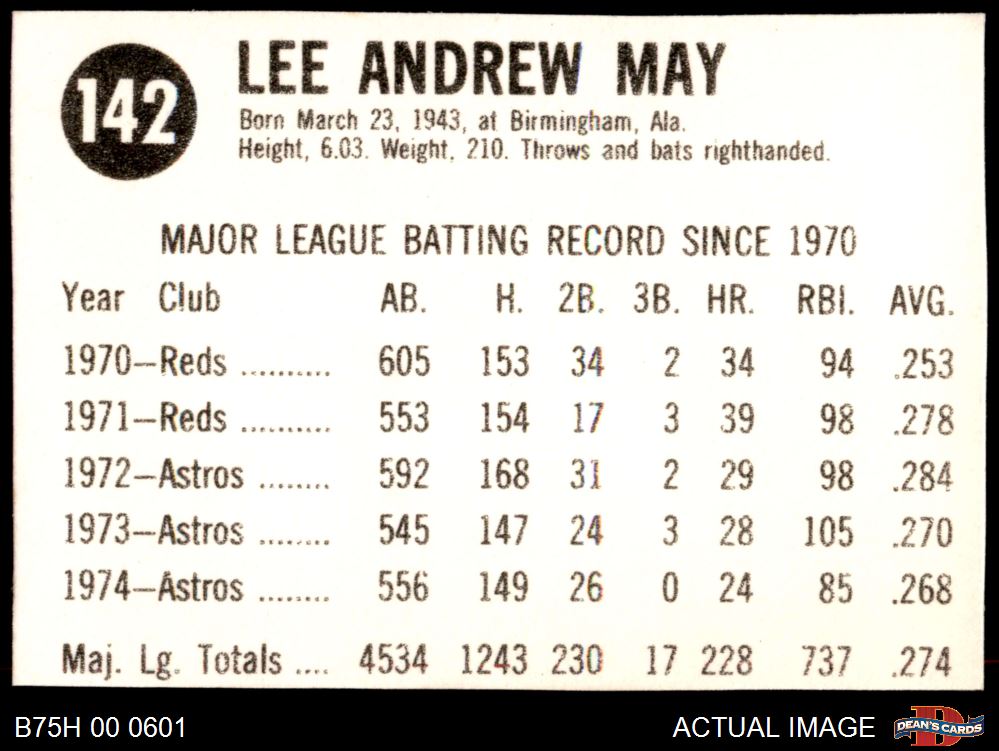 142
LEE ANDREW MAY
Born March 23, 1943, at Birmingham, Ala.
Height, 6.03. Weight, 210. Throws and bats righthanded.
MAJOR LEAGUE BATTING RECORD SINCE 1970
Year Club AB. H. 2B. 3B. HR. RBI. AVG.
1970—Reds .......... 605 153 34 2 34 94 .253
1971—Reds .......... 553 154 17 3 39 98 .278
1972—Astros ........ 592 168 31 2 29 98 .284
1973—Astros ........ 545 147 24 3 28 105 .270
1974—Astros ........ 556 149 26 0 24 85 .268
Maj. Lg. Totals .... 4534 1243 230 17 228 737 .274
B75H 00 0601 ACTUAL IMAGE DEAN'S CARDS